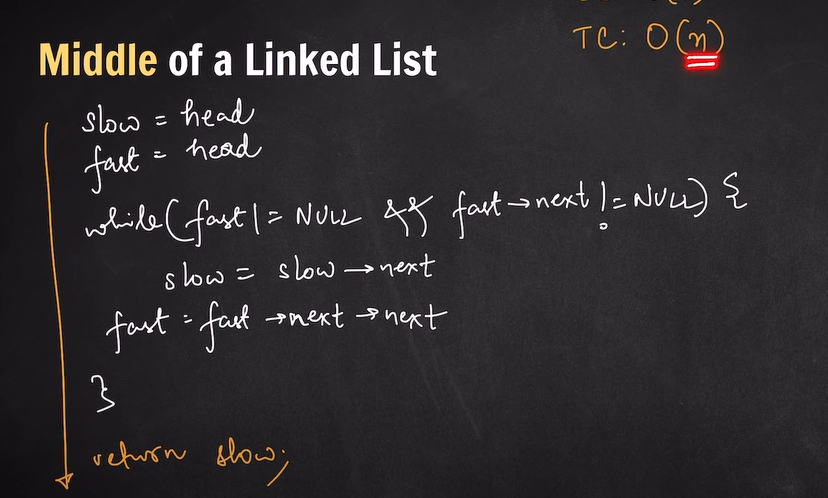 TC: O(n)
Middle of a Linked List
slow = head
fast = head
while(fast != NULL && fast→next != NULL) {
slow = slow →next
fast = fast →next →next
}
return slow;